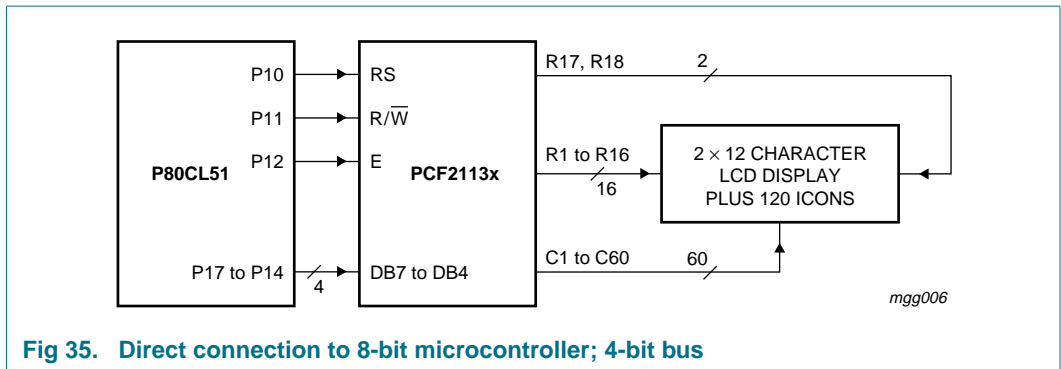 P80CL51
P10
P11
P12
P17 to P14
4
RS
R/W̅
E
PCF2113x
DB7 to DB4
R17, R18
2
R1 to R16
16
C1 to C60
60
2 × 12 CHARACTER
LCD DISPLAY
PLUS 120 ICONS
mgg006
Fig 35. Direct connection to 8-bit microcontroller; 4-bit bus